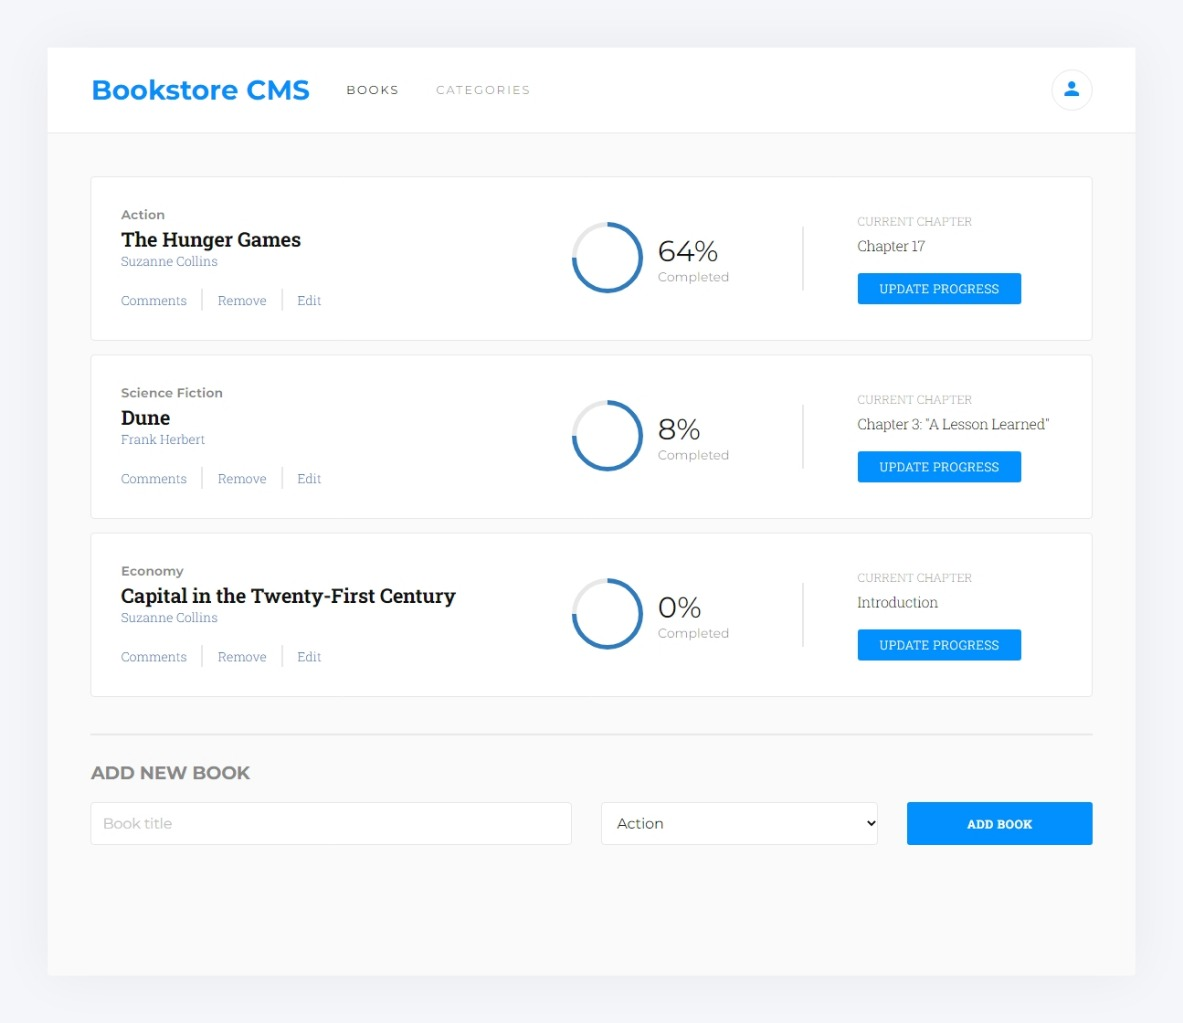 Bookstore CMS BOOKS CATEGORIES
Action
The Hunger Games
Suzanne Collins
Comments Remove Edit
64%
Completed
CURRENT CHAPTER
Chapter 17
UPDATE PROGRESS
Science Fiction
Dune
Frank Herbert
Comments Remove Edit
8%
Completed
CURRENT CHAPTER
Chapter 3: "A Lesson Learned"
UPDATE PROGRESS
Economy
Capital in the Twenty-First Century
Suzanne Collins
Comments Remove Edit
0%
Completed
CURRENT CHAPTER
Introduction
UPDATE PROGRESS
ADD NEW BOOK
Book title Action ADD BOOK